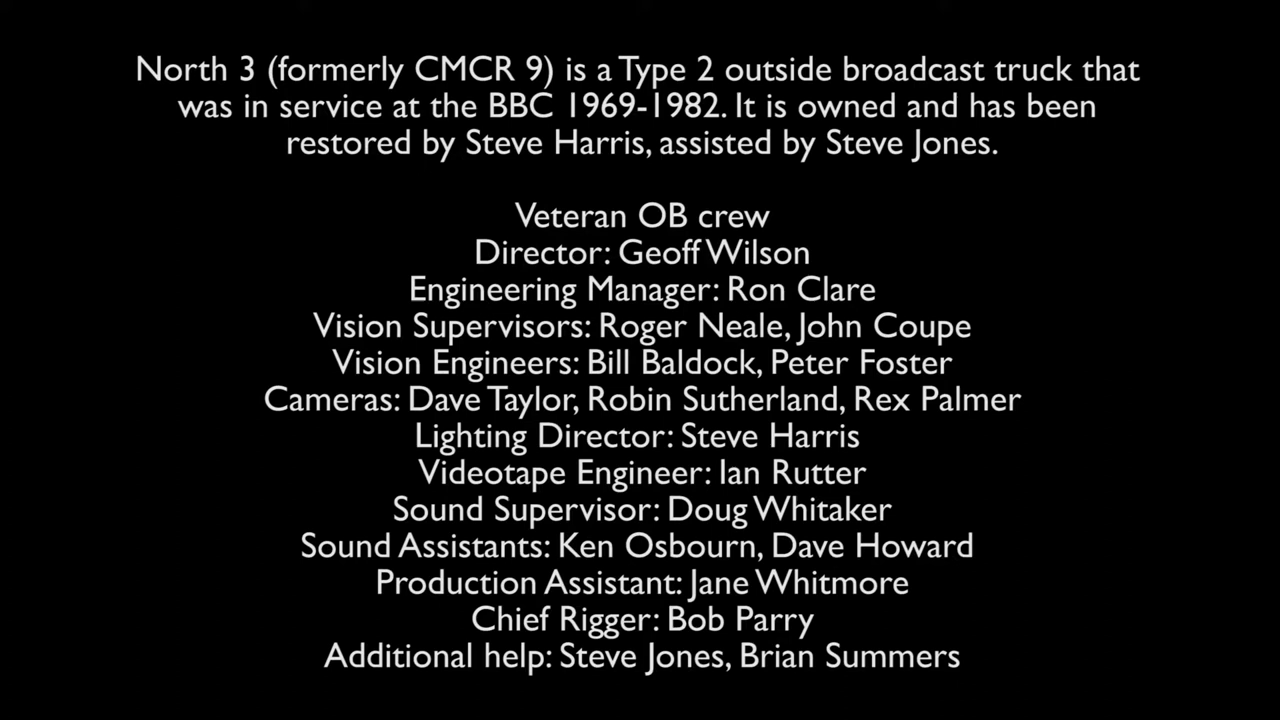 North 3 (formerly CMCR 9) is a Type 2 outside broadcast truck that
was in service at the BBC 1969-1982. It is owned and has been
restored by Steve Harris, assisted by Steve Jones.
Veteran OB crew
Director: Geoff Wilson
Engineering Manager: Ron Clare
Vision Supervisors: Roger Neale, John Coupe
Vision Engineers: Bill Baldock, Peter Foster
Cameras: Dave Taylor, Robin Sutherland, Rex Palmer
Lighting Director: Steve Harris
Videotape Engineer: Ian Rutter
Sound Supervisor: Doug Whitaker
Sound Assistants: Ken Osbourn, Dave Howard
Production Assistant: Jane Whitmore
Chief Rigger: Bob Parry
Additional help: Steve Jones, Brian Summers